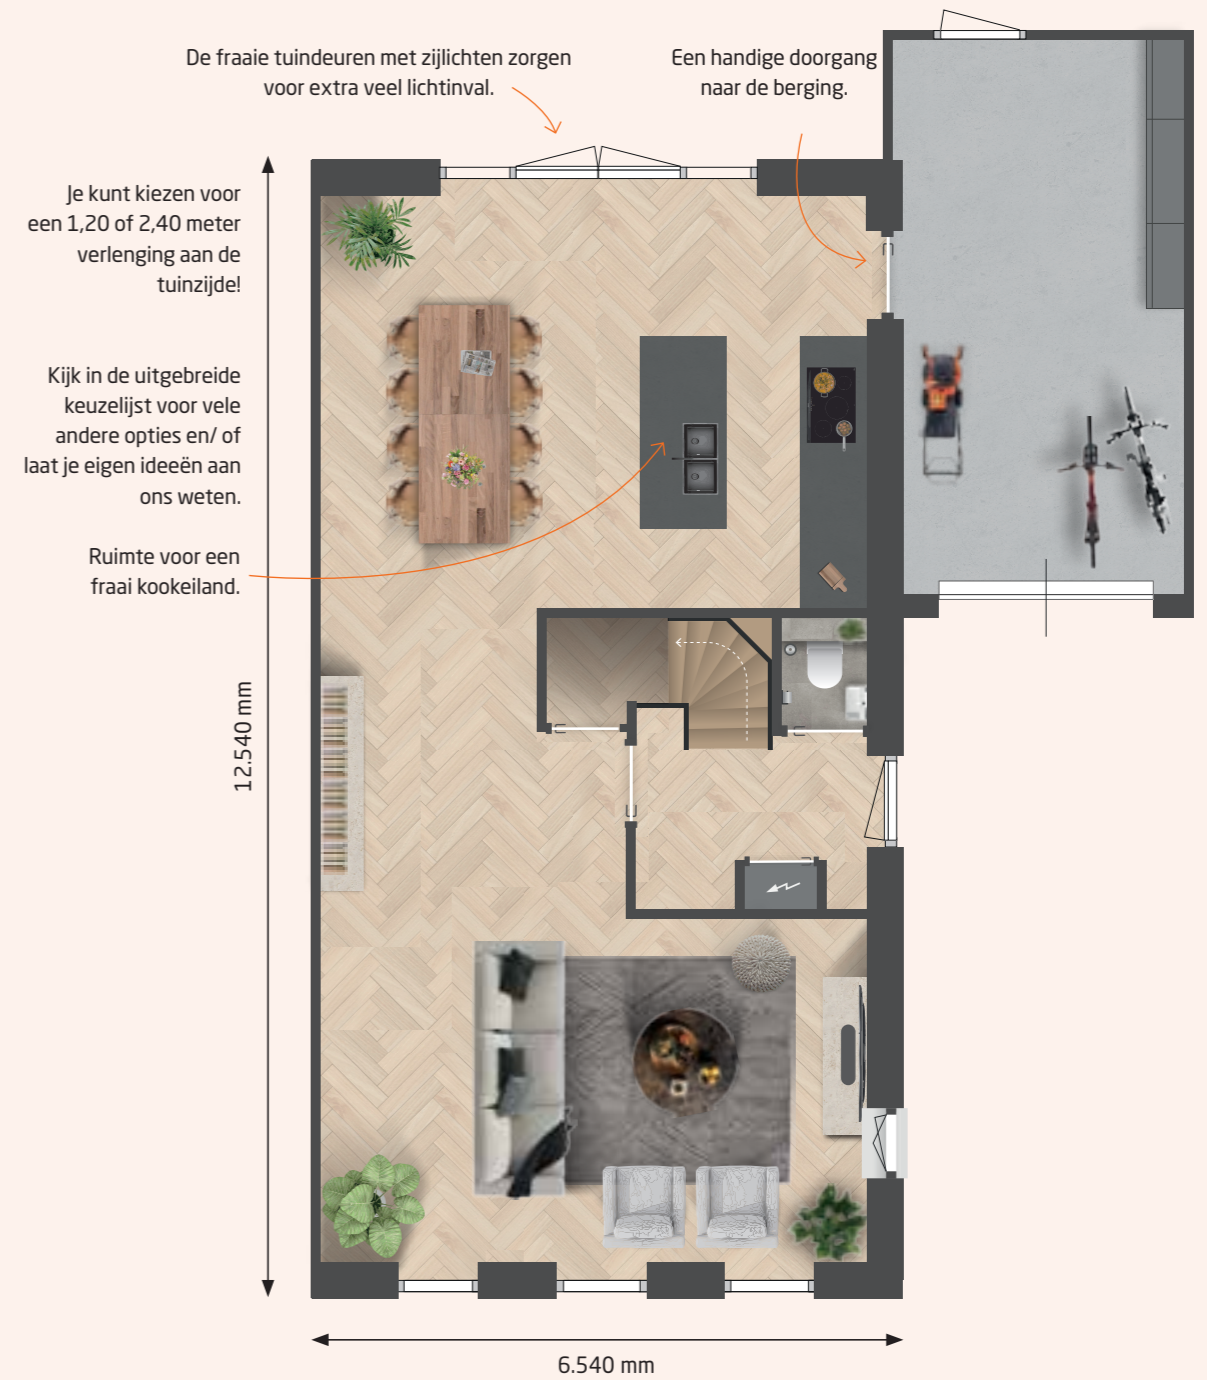 De fraaie tuindeuren met zijlichten zorgen
voor extra veel lichtinval.
Een handige doorgang
naar de berging.
Je kunt kiezen voor
een 1,20 of 2,40 meter
verlenging aan de
tuinzijde!
Kijk in de uitgebreide
keuzelijst voor vele
andere opties en/ of
laat je eigen ideeën aan
ons weten.
Ruimte voor een
fraai kookeiland.
12.540 mm
6.540 mm